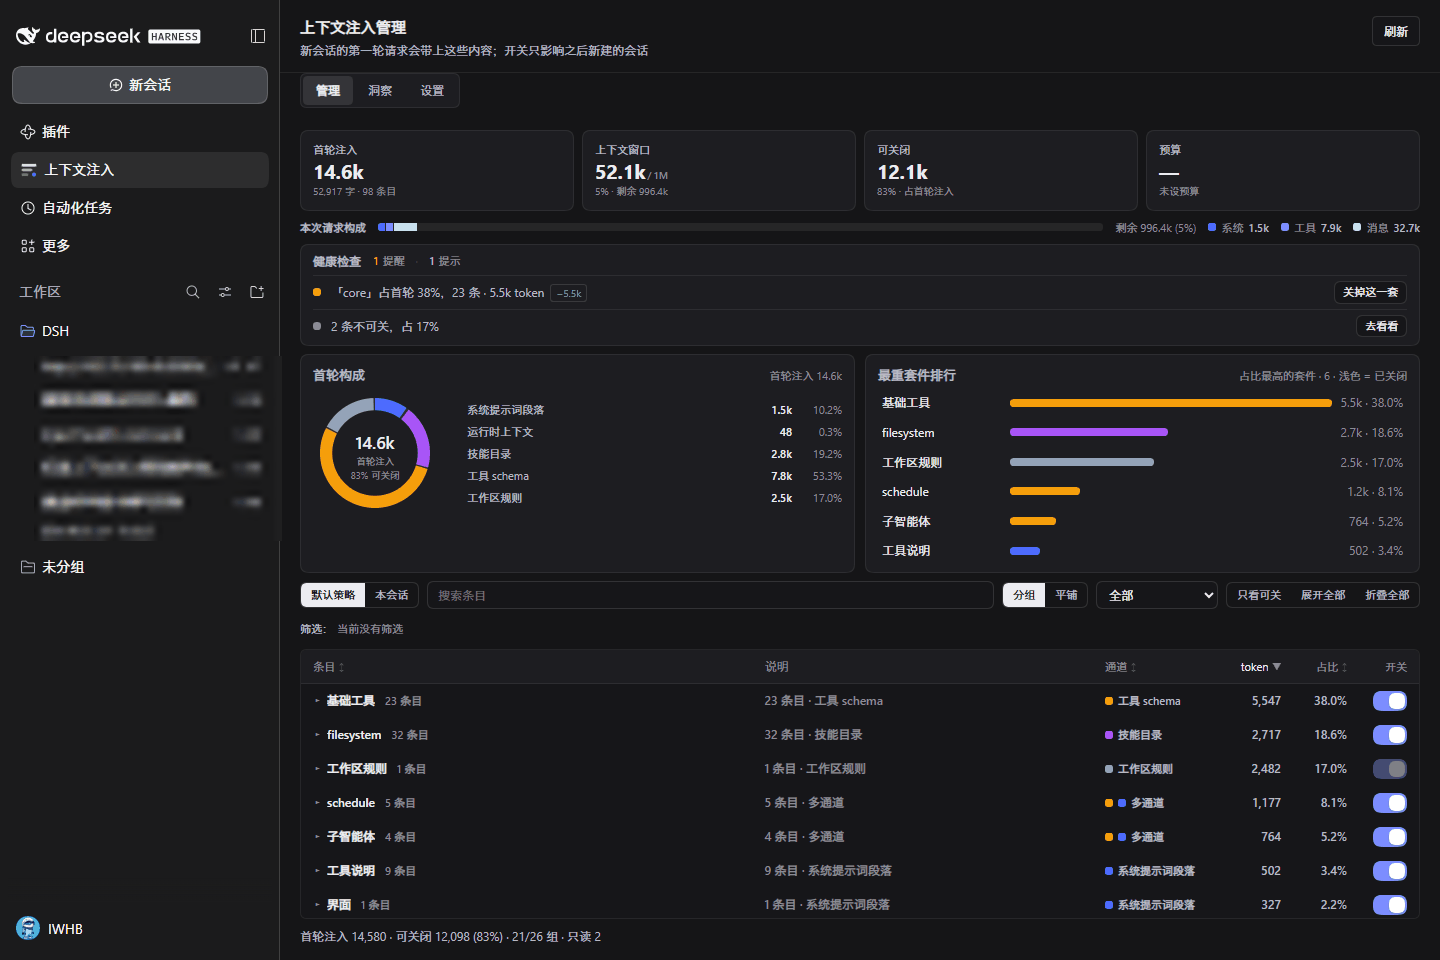 deepseek HARNESS
新会话
插件
上下文注入
自动化任务
更多
工作区
DSH
未分组
IWHB
上下文注入管理
新会话的第一轮请求会带上这些内容；开关只影响之后新建的会话
刷新
管理 洞察 设置
首轮注入
14.6k
52,917 字 · 98 条目
上下文窗口
52.1k / 1M
5% · 剩余 996.4k
可关闭
12.1k
83% · 占首轮注入
预算
—
未设预算
本次请求构成 剩余 996.4k (5%) 系统 1.5k 工具 7.9k 消息 32.7k
健康检查 1 提醒 · 1 提示
「core」占首轮 38%，23 条 · 5.5k token −5.5k 关掉这一套
2 条不可关，占 17% 去看看
首轮构成 首轮注入 14.6k
14.6k
首轮注入
83% 可关闭
系统提示词段落 1.5k 10.2%
运行时上下文 48 0.3%
技能目录 2.8k 19.2%
工具 schema 7.8k 53.3%
工作区规则 2.5k 17.0%
最重套件排行 占比最高的套件 · 6 · 浅色 = 已关闭
基础工具 5.5k · 38.0%
filesystem 2.7k · 18.6%
工作区规则 2.5k · 17.0%
schedule 1.2k · 8.1%
子智能体 764 · 5.2%
工具说明 502 · 3.4%
默认策略 本会话 搜索条目 分组 平铺 全部 只看可关 展开全部 折叠全部
筛选： 当前没有筛选
条目 ↕ 说明 通道 ↕ token ▼ 占比 ↕ 开关
▸ 基础工具 23 条目 23 条目 · 工具 schema 工具 schema 5,547 38.0%
▸ filesystem 32 条目 32 条目 · 技能目录 技能目录 2,717 18.6%
▸ 工作区规则 1 条目 1 条目 · 工作区规则 工作区规则 2,482 17.0%
▸ schedule 5 条目 5 条目 · 多通道 多通道 1,177 8.1%
▸ 子智能体 4 条目 4 条目 · 多通道 多通道 764 5.2%
▸ 工具说明 9 条目 9 条目 · 系统提示词段落 系统提示词段落 502 3.4%
▸ 界面 1 条目 1 条目 · 系统提示词段落 系统提示词段落 327 2.2%
首轮注入 14,580 · 可关闭 12,098 (83%) · 21/26 组 · 只读 2